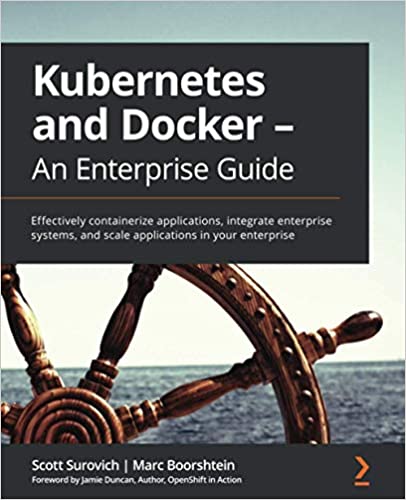 Kubernetes
and Docker –
An Enterprise Guide
Effectively containerize applications, integrate enterprise
systems, and scale applications in your enterprise
Scott Surovich | Marc Boorshtein
Foreword by Jamie Duncan, Author, OpenShift in Action